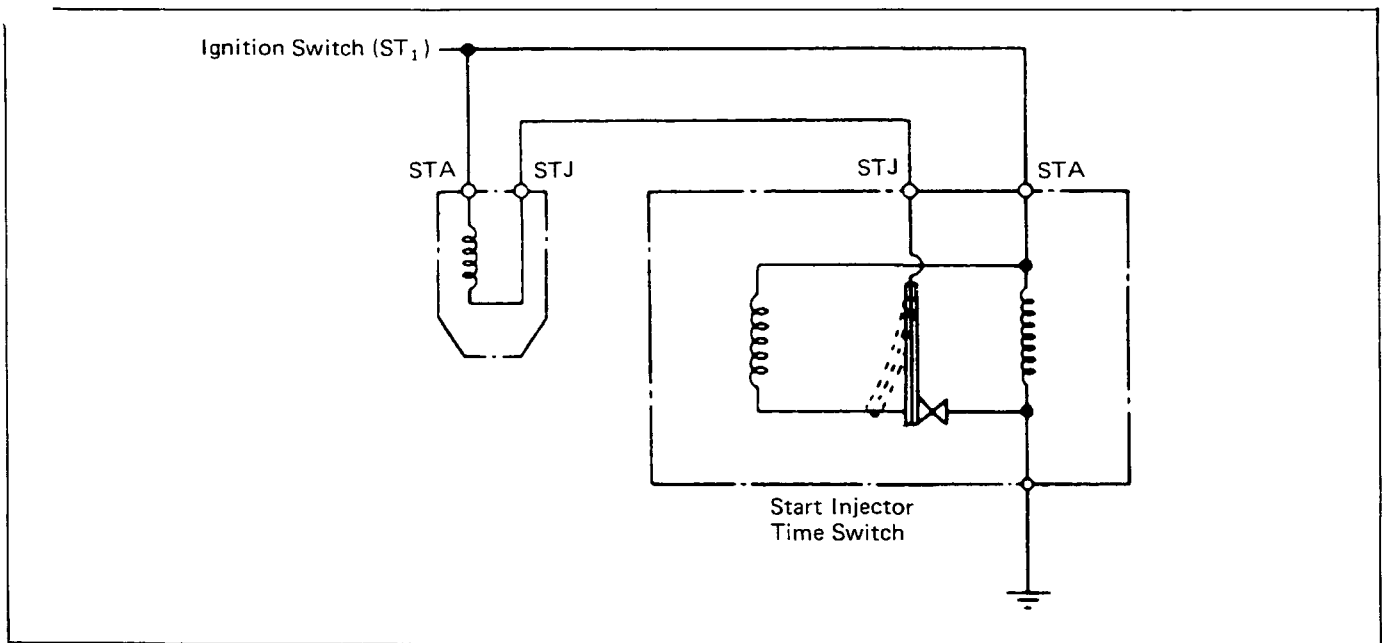 Ignition Switch (ST₁)
STA
STJ
STJ
STA
Start Injector
Time Switch